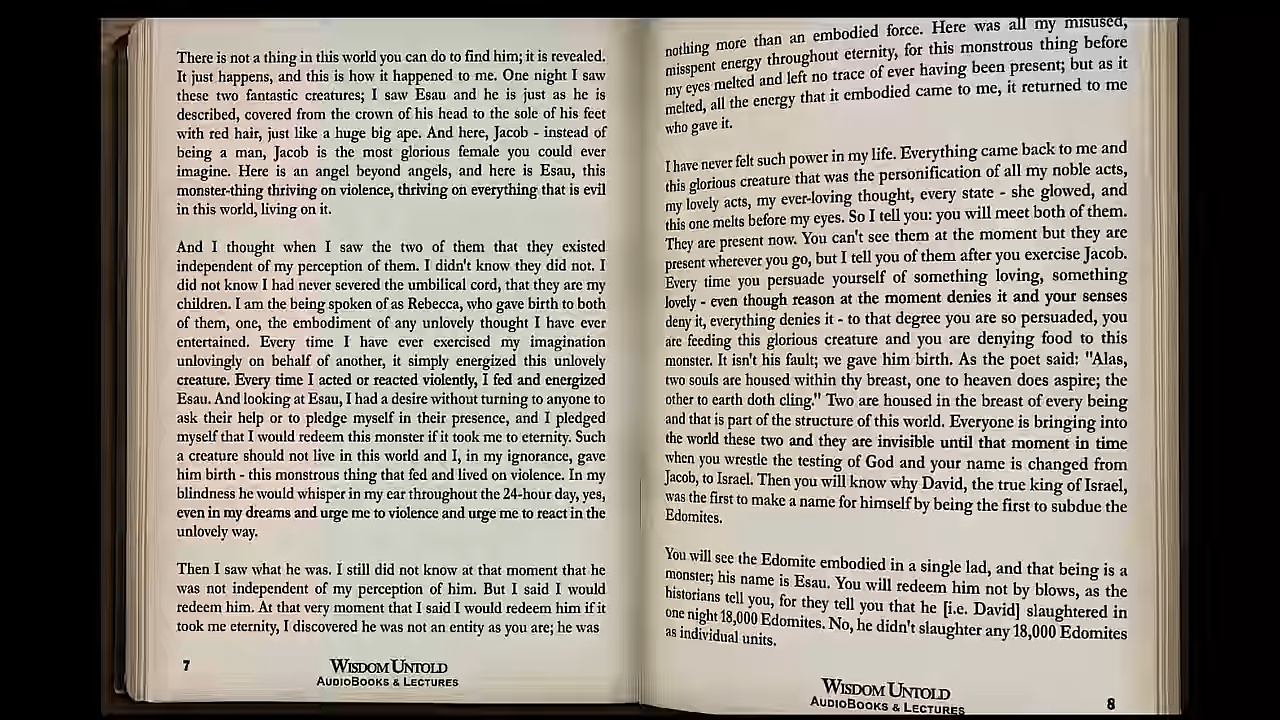 There is not a thing in this world you can do to find him; it is revealed.
It just happens, and this is how it happened to me. One night I saw
these two fantastic creatures; I saw Esau and he is just as he is
described, covered from the crown of his head to the sole of his feet
with red hair, just like a huge big ape. And here, Jacob - instead of
being a man, Jacob is the most glorious female you could ever
imagine. Here is an angel beyond angels, and here is Esau, this
monster-thing thriving on violence, thriving on everything that is evil
in this world, living on it.
And I thought when I saw the two of them that they existed
independent of my perception of them. I didn't know they did not. I
did not know I had never severed the umbilical cord, that they are my
children. I am the being spoken of as Rebecca, who gave birth to both
of them, one, the embodiment of any unlovely thought I have ever
entertained. Every time I have ever exercised my imagination
unlovingly on behalf of another, it simply energized this unlovely
creature. Every time I acted or reacted violently, I fed and energized
Esau. And looking at Esau, I had a desire without turning to anyone to
ask their help or to pledge myself in their presence, and I pledged
myself that I would redeem this monster if it took me to eternity. Such
a creature should not live in this world and I, in my ignorance, gave
him birth - this monstrous thing that fed and lived on violence. In my
blindness he would whisper in my ear throughout the 24-hour day, yes,
even in my dreams and urge me to violence and urge me to react in the
unlovely way.
Then I saw what he was. I still did not know at that moment that he
was not independent of my perception of him. But I said I would
redeem him. At that very moment that I said I would redeem him if it
took me eternity, I discovered he was not an entity as you are; he was
7
WISDOM UNTOLD
AUDIOBOOKS & LECTURES
nothing more than an embodied force. Here was all my misused,
misspent energy throughout eternity, for this monstrous thing before
my eyes melted and left no trace of ever having been present; but as it
melted, all the energy that it embodied came to me, it returned to me
who gave it.
I have never felt such power in my life. Everything came back to me and
this glorious creature that was the personification of all my noble acts,
my lovely acts, my ever-loving thought, every state - she glowed, and
this one melts before my eyes. So I tell you: you will meet both of them.
They are present now. You can't see them at the moment but they are
present wherever you go, but I tell you of them after you exercise Jacob.
Every time you persuade yourself of something loving, something
lovely - even though reason at the moment denies it and your senses
deny it, everything denies it - to that degree you are so persuaded, you
are feeding this glorious creature and you are denying food to this
monster. It isn't his fault; we gave him birth. As the poet said: "Alas,
two souls are housed within thy breast, one to heaven does aspire; the
other to earth doth cling." Two are housed in the breast of every being
and that is part of the structure of this world. Everyone is bringing into
the world these two and they are invisible until that moment in time
when you wrestle the testing of God and your name is changed from
Jacob, to Israel. Then you will know why David, the true king of Israel,
was the first to make a name for himself by being the first to subdue the
Edomites.
You will see the Edomite embodied in a single lad, and that being is a
monster; his name is Esau. You will redeem him not by blows, as the
historians tell you, for they tell you that he [i.e. David] slaughtered in
one night 18,000 Edomites. No, he didn't slaughter any 18,000 Edomites
as individual units.
WISDOM UNTOLD
AUDIOBOOKS & LECTURES
8